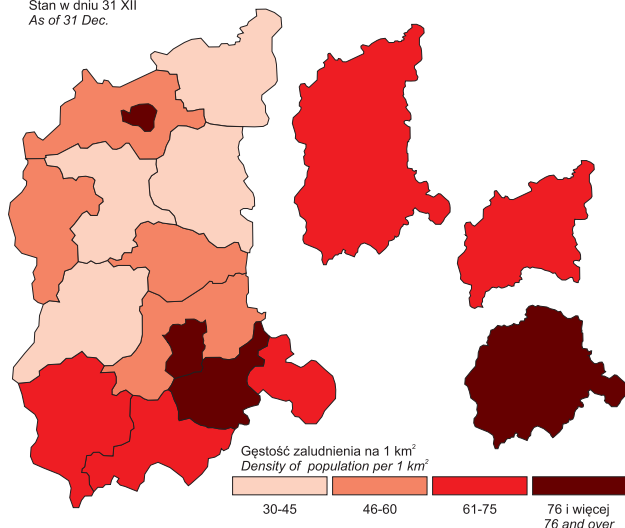 Stan w dniu 31 XII
As of 31 Dec.
Gęstość zaludnienia na 1 km²
Density of population per 1 km²
30-45 46-60 61-75 76 i więcej
76 and over